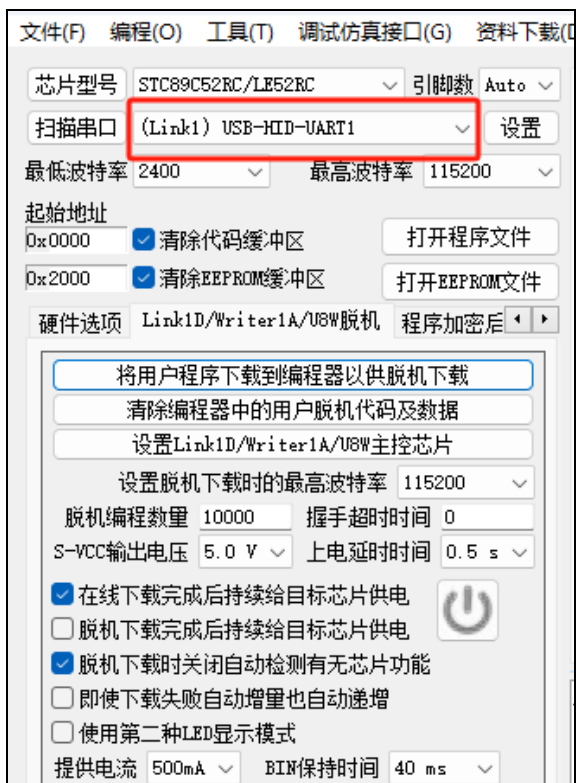 文件(F) 编程(O) 工具(T) 调试仿真接口(G) 资料下载(
芯片型号 STC89C52RC/LE52RC 引脚数 Auto
扫描串口 (Link1) USB-HID-UART1 设置
最低波特率 2400 最高波特率 115200
起始地址
0x0000 清除代码缓冲区 打开程序文件
0x2000 清除EEPROM缓冲区 打开EEPROM文件
硬件选项 Link1D/Writer1A/U8W脱机 程序加密后
将用户程序下载到编程器以供脱机下载
清除编程器中的用户脱机代码及数据
设置Link1D/Writer1A/U8W主控芯片
设置脱机下载时的最高波特率 115200
脱机编程数量 10000 握手超时时间 0
S-VCC输出电压 5.0 V 上电延时时间 0.5 s
在线下载完成后持续给目标芯片供电
脱机下载完成后持续给目标芯片供电
脱机下载时关闭自动检测有无芯片功能
即使下载失败自动增量也自动递增
使用第二种LED显示模式
提供电流 500mA BIN保持时间 40 ms